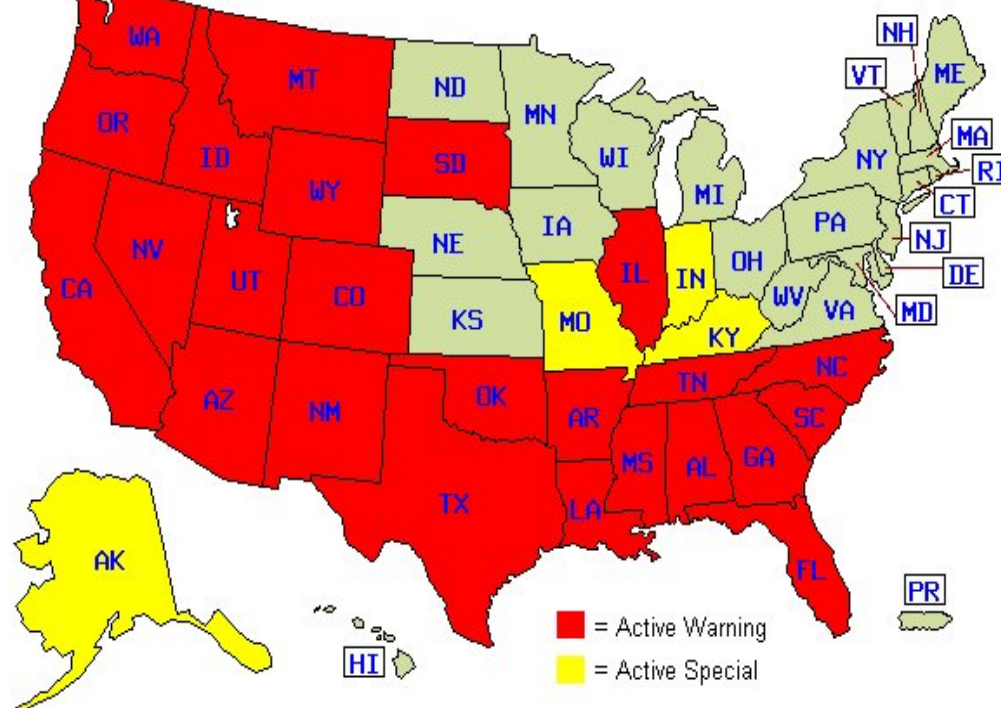 WA
MT
ND
MN
OR
ID
WY
SD
WI
MI
NY
VT
NH
ME
MA
RI
CT
NJ
DE
MD
PA
IA
NE
NV
CA
UT
CO
KS
MO
IL
IN
OH
WV
VA
KY
AZ
NM
OK
AR
TN
NC
SC
TX
LA
MS
AL
GA
FL
AK
HI
PR
= Active Warning
= Active Special